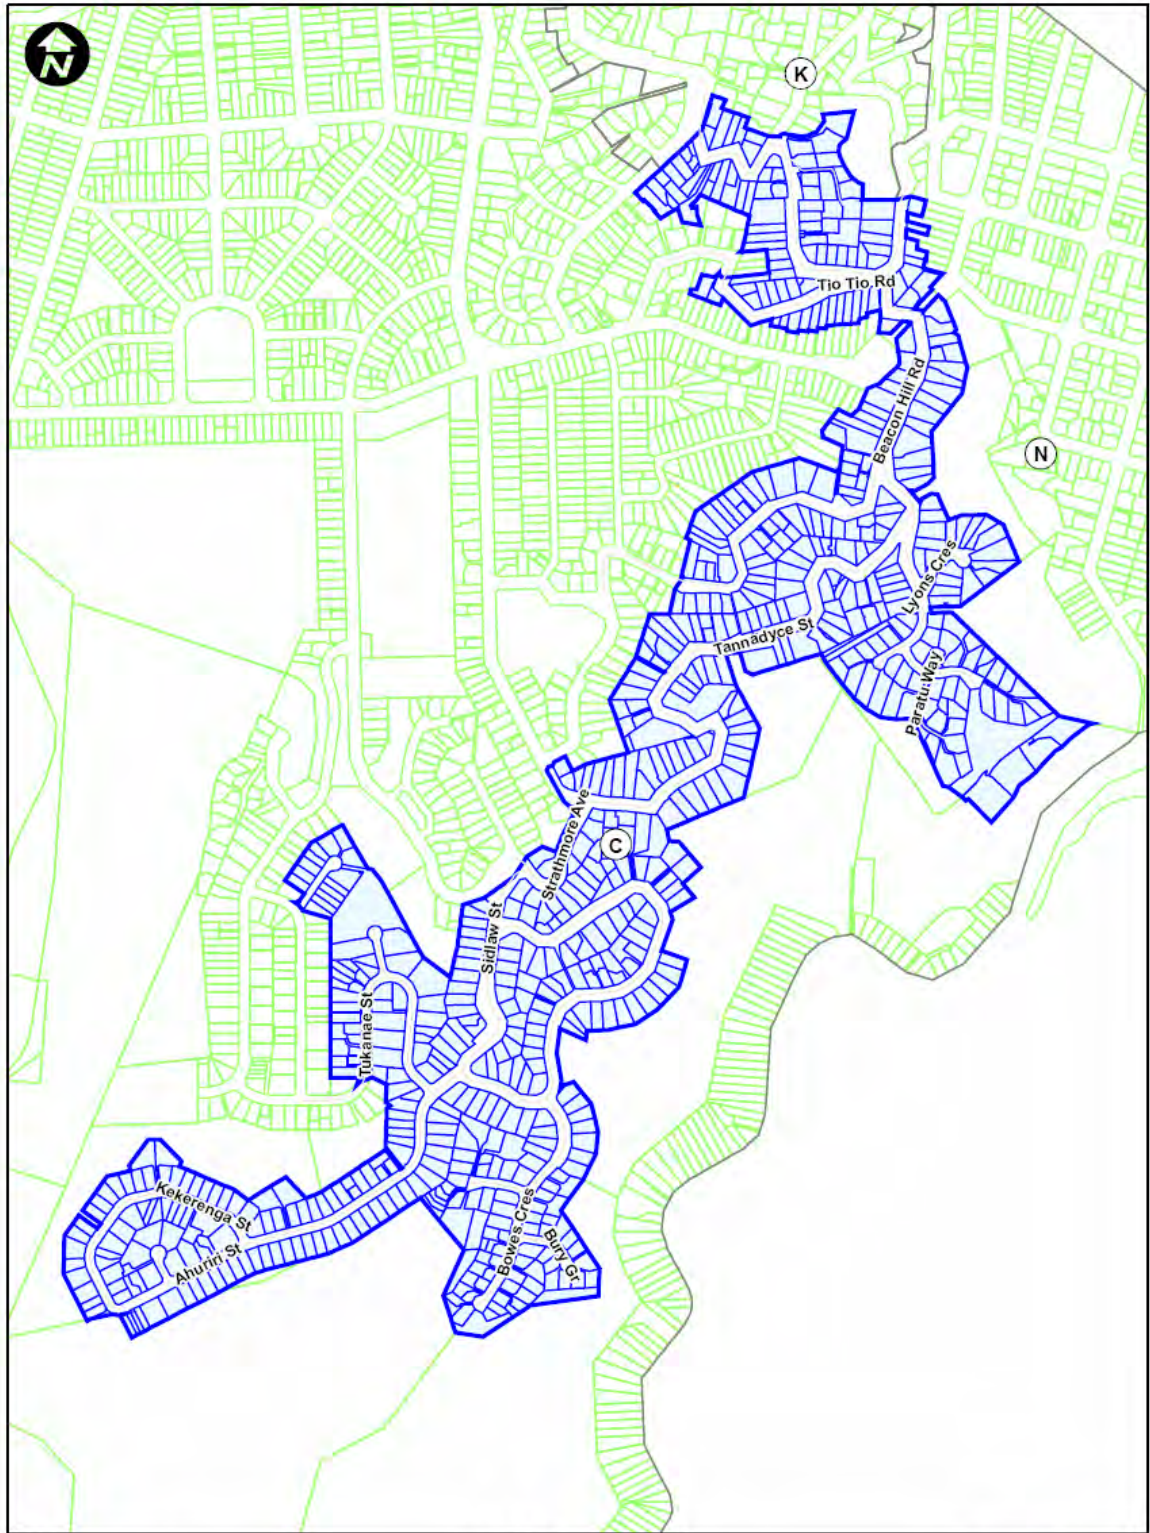 N
K
Tio Tio Rd
Beacon Hill Rd
N
Lyons Cres
Tannadyce St
Paratu Way
Strathmore Ave
C
Sidlaw St
Tukanae St
Kekerenga St
Ahuriri St
Bowes Cres
Bury Gr